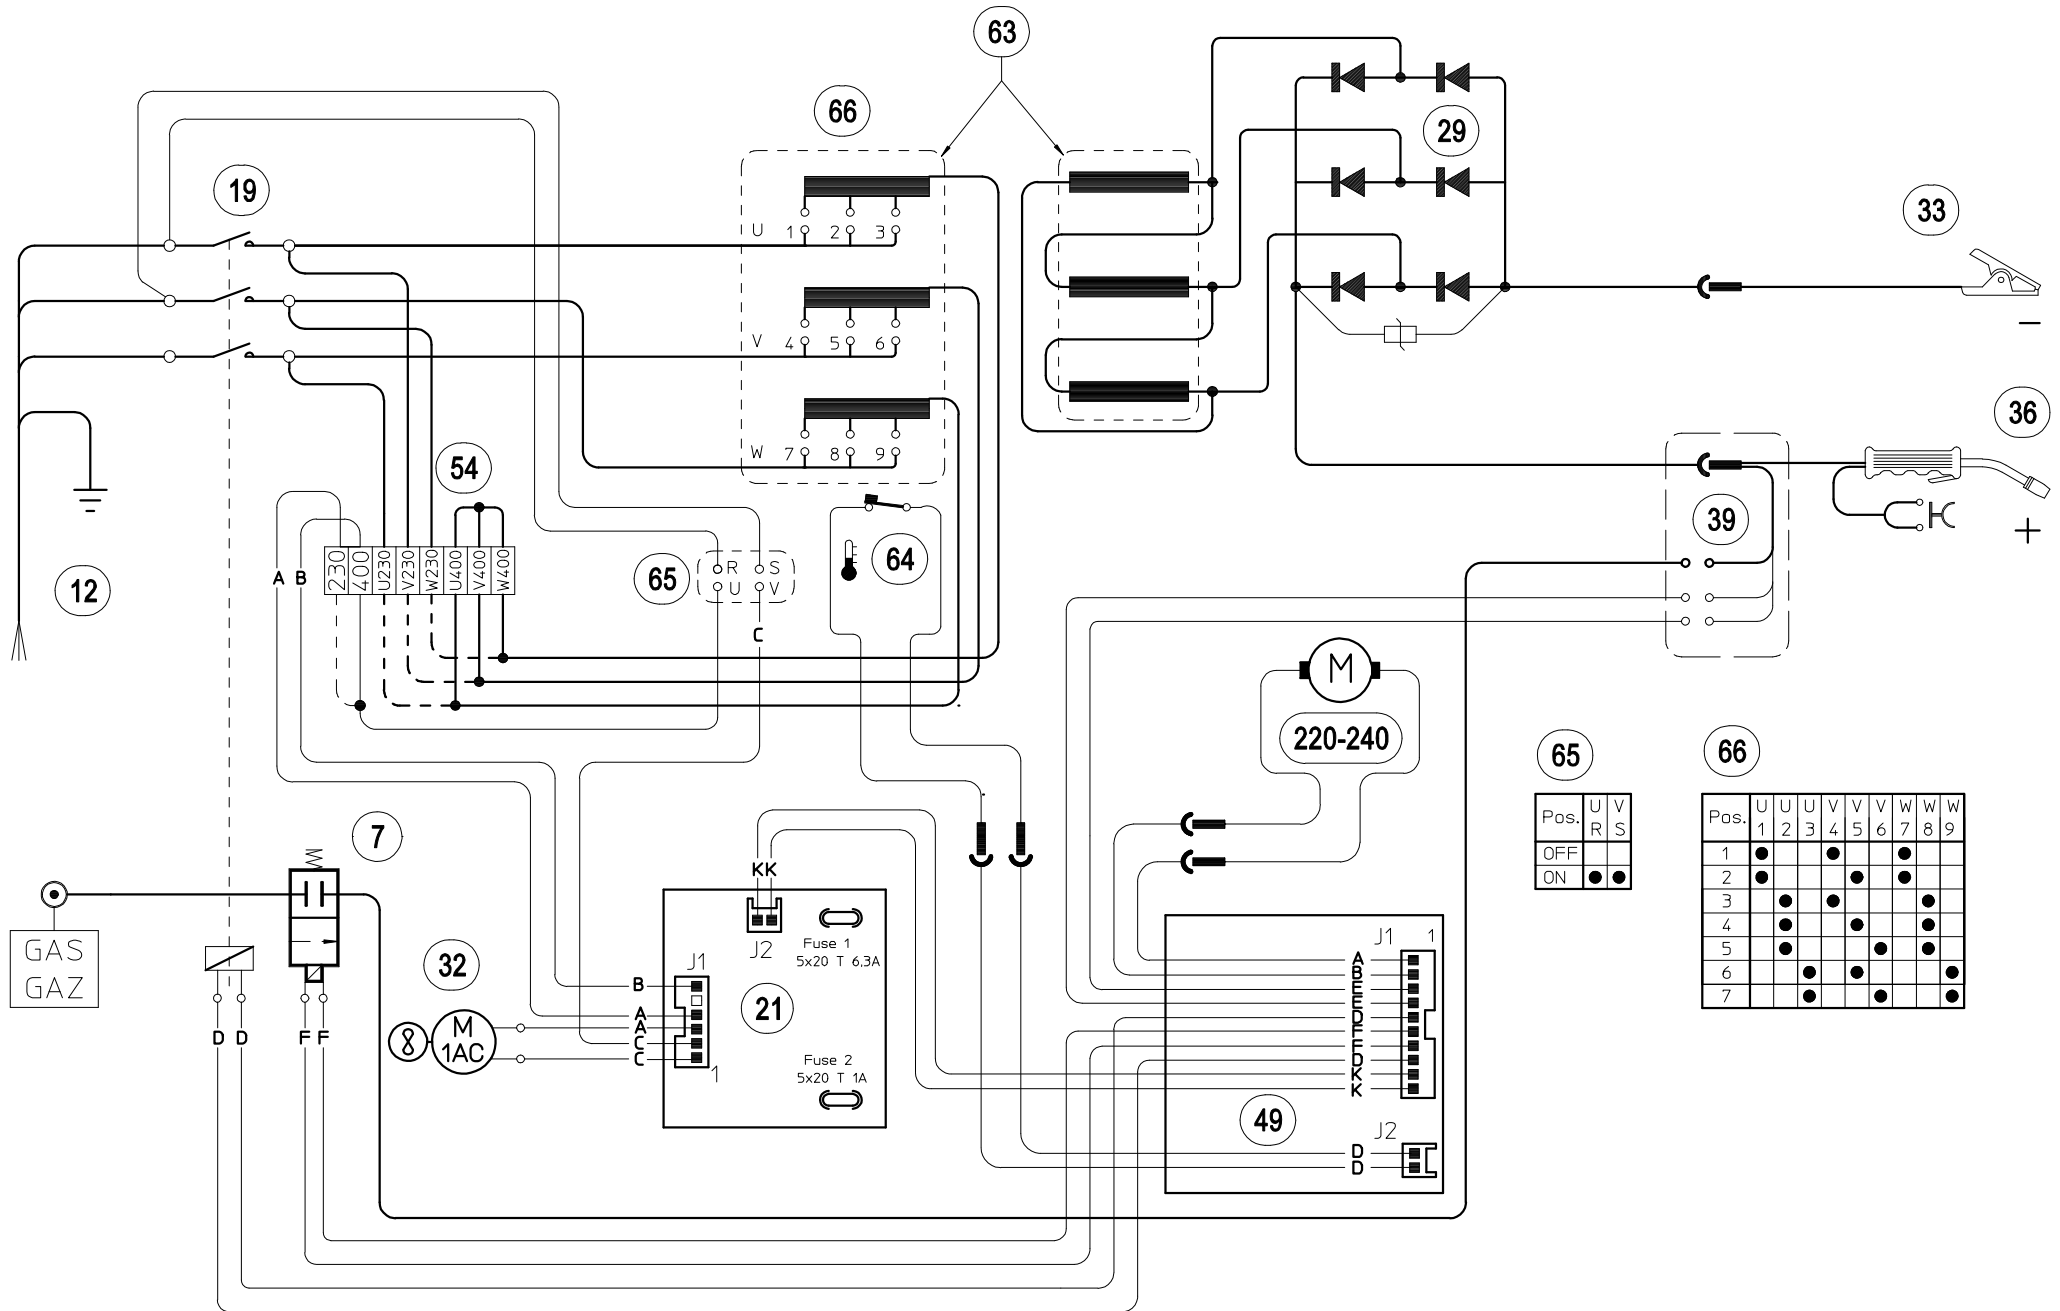 63
66
29
19
33
U 1 2 3
V 4 5 6
36
W 7 8 9
54
39
64
12
A B
230 400 U230 V230 W230 U400 V400 W400
65
R S
U V
C
M
220-240
65
66
Pos. U R V S
OFF
ON
Pos. U 1 U 2 U 3 V 4 V 5 V 6 W 7 W 8 W 9
1
2
3
4
5
6
7
7
KK
GAS
GAZ
32
M
1AC
J2
Fuse 1
5x20 T 6.3A
J1
21
B
A
A
C
C
1
Fuse 2
5x20 T 1A
D D
F F
J1 1
A
B
E
E
D
F
F
D
K
K
49
J2
D
D